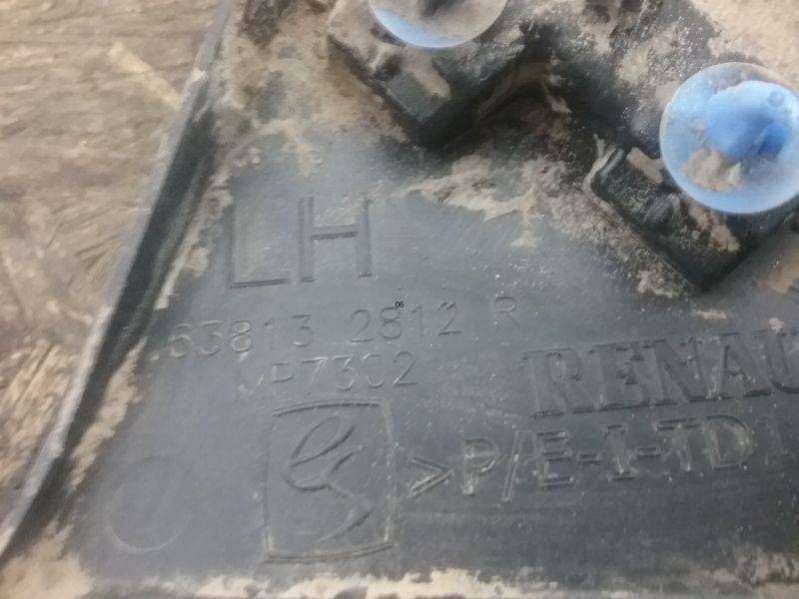 LH
63813 2812 R
MP7302
RENAU
>P/E-I-TD